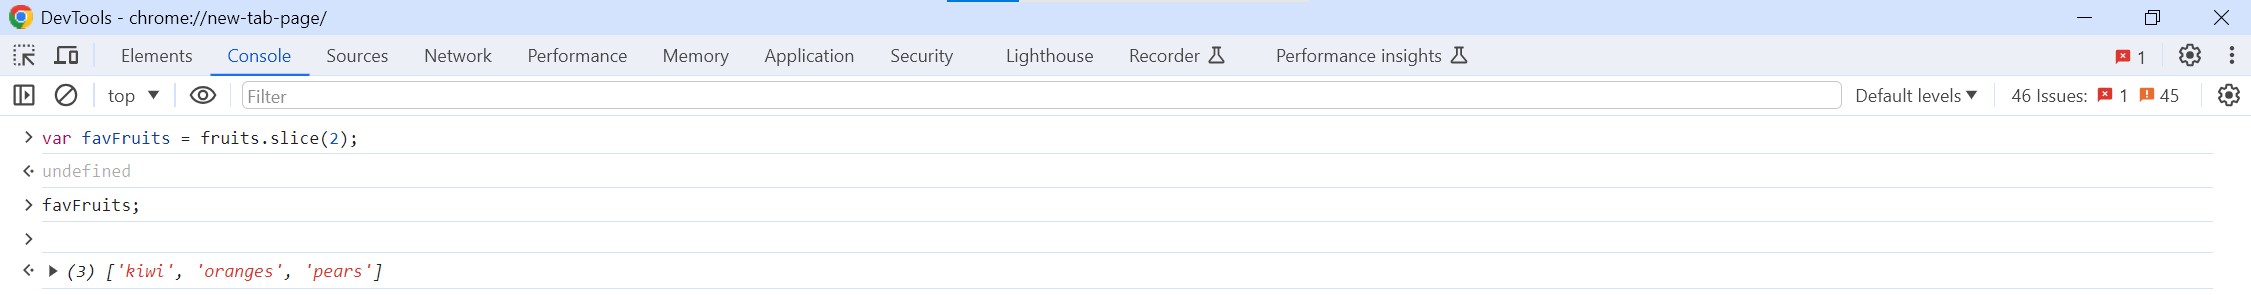 DevTools - chrome://new-tab-page/
Elements Console Sources Network Performance Memory Application Security Lighthouse Recorder Performance insights 1
top Filter Default levels 46 Issues: 1 45
var favFruits = fruits.slice(2);
undefined
favFruits;
(3) ['kiwi', 'oranges', 'pears']